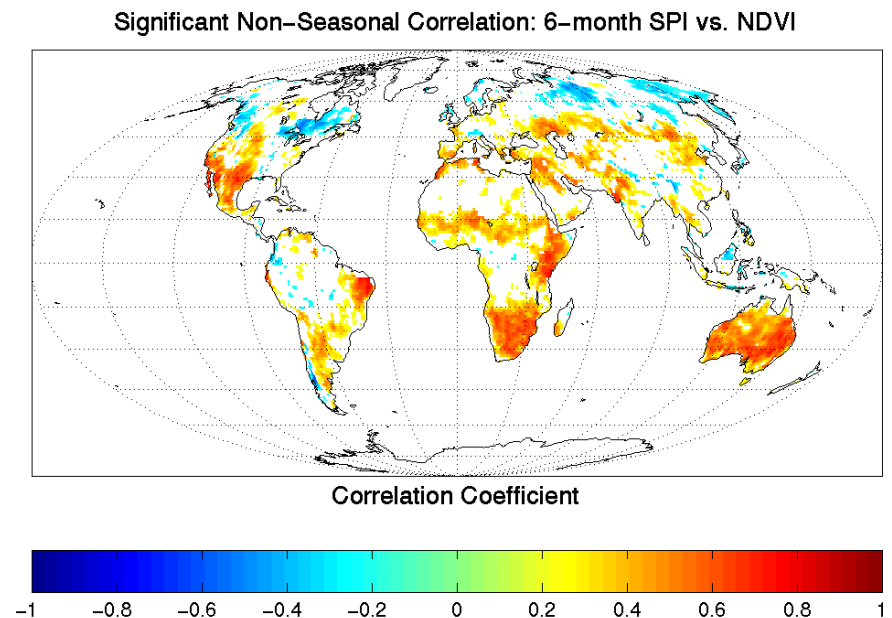 Significant Non-Seasonal Correlation: 6-month SPI vs. NDVI
Correlation Coefficient
-1 -0.8 -0.6 -0.4 -0.2 0 0.2 0.4 0.6 0.8 1